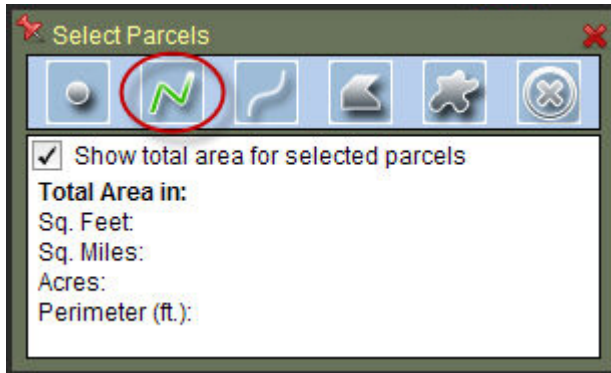 Select Parcels
Show total area for selected parcels
Total Area in:
Sq. Feet:
Sq. Miles:
Acres:
Perimeter (ft.):